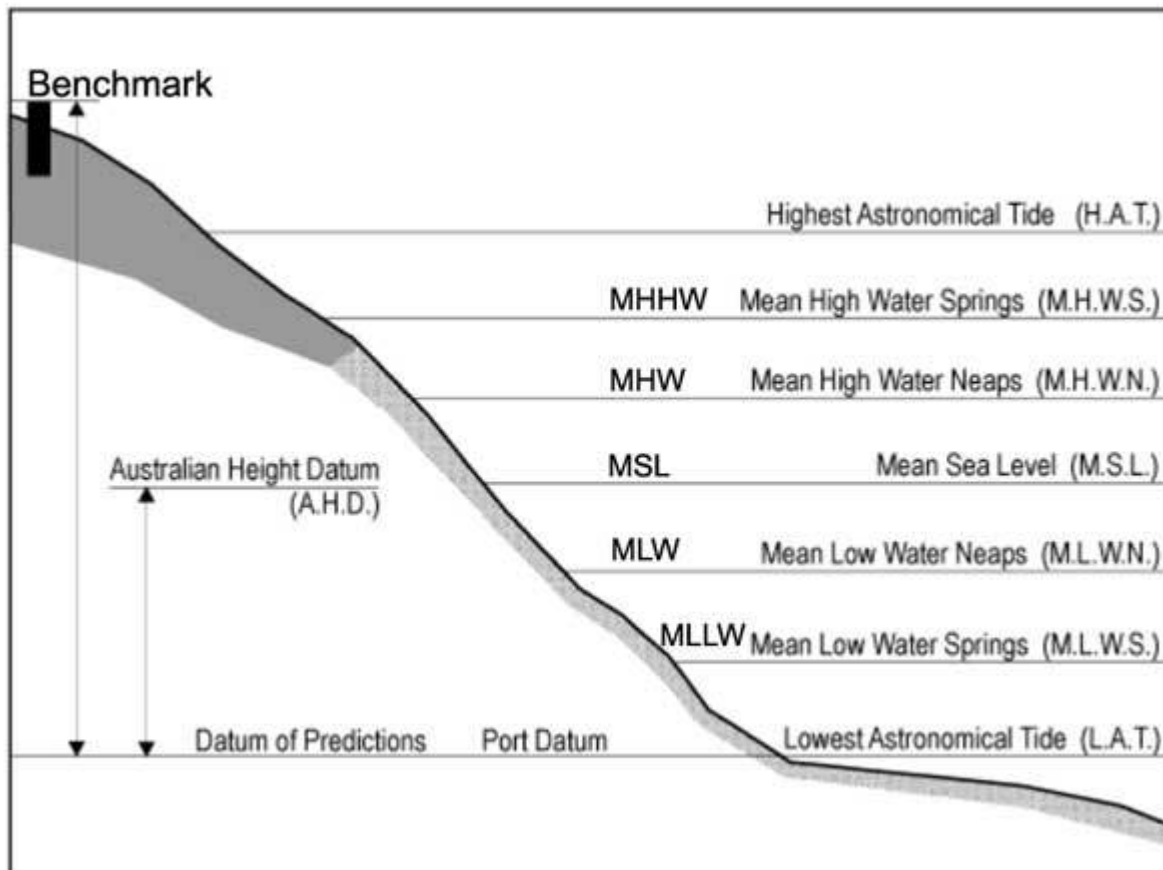 Benchmark
Highest Astronomical Tide (H.A.T.)
MHHW Mean High Water Springs (M.H.W.S.)
MHW Mean High Water Neaps (M.H.W.N.)
Australian Height Datum
(A.H.D.)
MSL Mean Sea Level (M.S.L.)
MLW Mean Low Water Neaps (M.L.W.N.)
MLLW Mean Low Water Springs (M.L.W.S.)
Datum of Predictions Port Datum Lowest Astronomical Tide (L.A.T.)